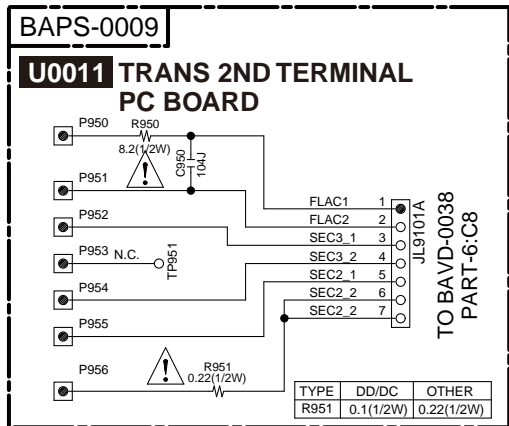 BAPS-0009
U0011 TRANS 2ND TERMINAL
PC BOARD
P950 R950
8.2(1/2W)
C950
104J
P951
P952
P953 N.C.
TP951
P954
P955
P956
R951
0.22(1/2W)
FLAC1 1
FLAC2 2
SEC3_1 3
SEC3_2 4
SEC2_1 5
SEC2_2 6
SEC2_2 7
JL9101A
TO BAVD-0038
PART-6:C8
!
!
TYPE DD/DC OTHER
R951 0.1(1/2W) 0.22(1/2W)